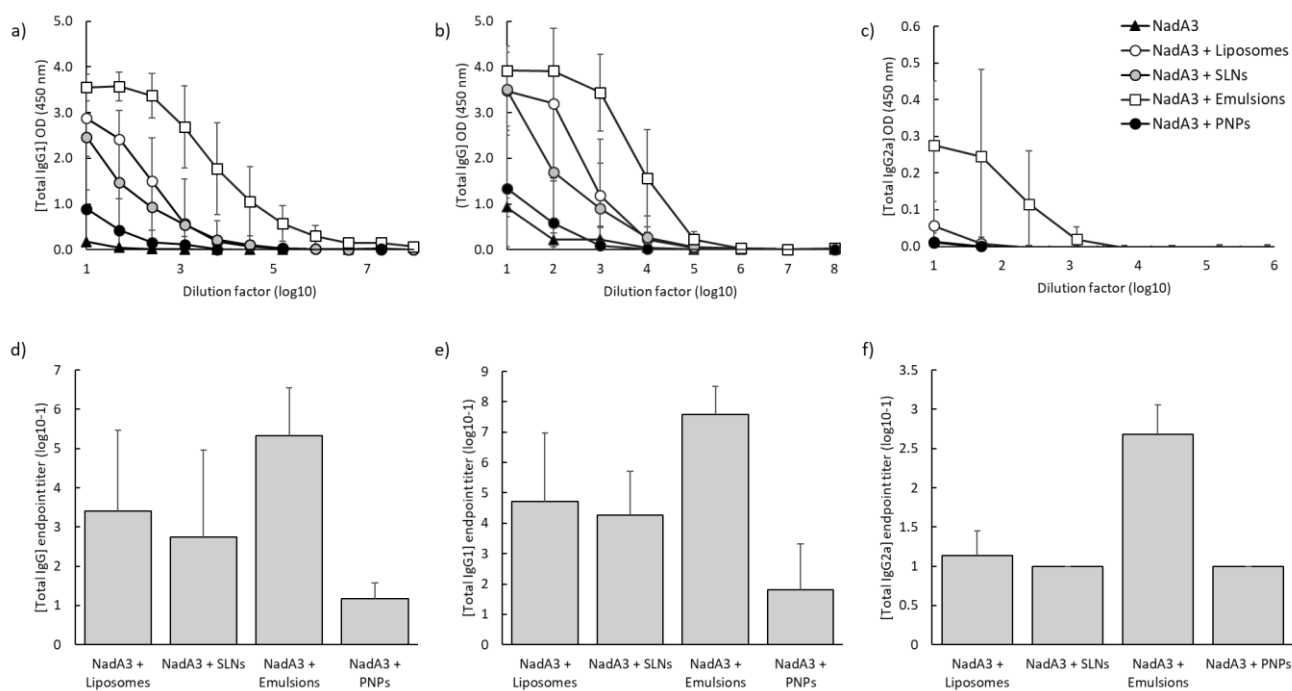 a)
[Total IgG1] OD (450 nm)
5.0
4.0
3.0
2.0
1.0
0.0
1 3 5 7
Dilution factor (log10)
b)
(Total IgG] OD (450 nm)
5.0
4.0
3.0
2.0
1.0
0.0
1 2 3 4 5 6 7 8
Dilution factor (log10)
c)
[Total IgG2a] OD (450 nm)
0.6
0.5
0.4
0.3
0.2
0.1
0.0
1 2 3 4 5 6
Dilution factor (log10)
NadA3
NadA3 + Liposomes
NadA3 + SLNs
NadA3 + Emulsions
NadA3 + PNPs
d)
[Total IgG] endpoint titer (log10-1)
7
6
5
4
3
2
1
0
NadA3 +
Liposomes
NadA3 + SLNs
NadA3 +
Emulsions
NadA3 +
PNPs
e)
[Total IgG1] endpoint titer (log10-1)
9
8
7
6
5
4
3
2
1
0
NadA3 +
Liposomes
NadA3 + SLNs
NadA3 +
Emulsions
NadA3 +
PNPs
f)
[Total IgG2a] endpoint titer (log10-1)
3.5
3
2.5
2
1.5
1
0.5
0
NadA3 +
Liposomes
NadA3 + SLNs
NadA3 +
Emulsions
NadA3 + PNPs